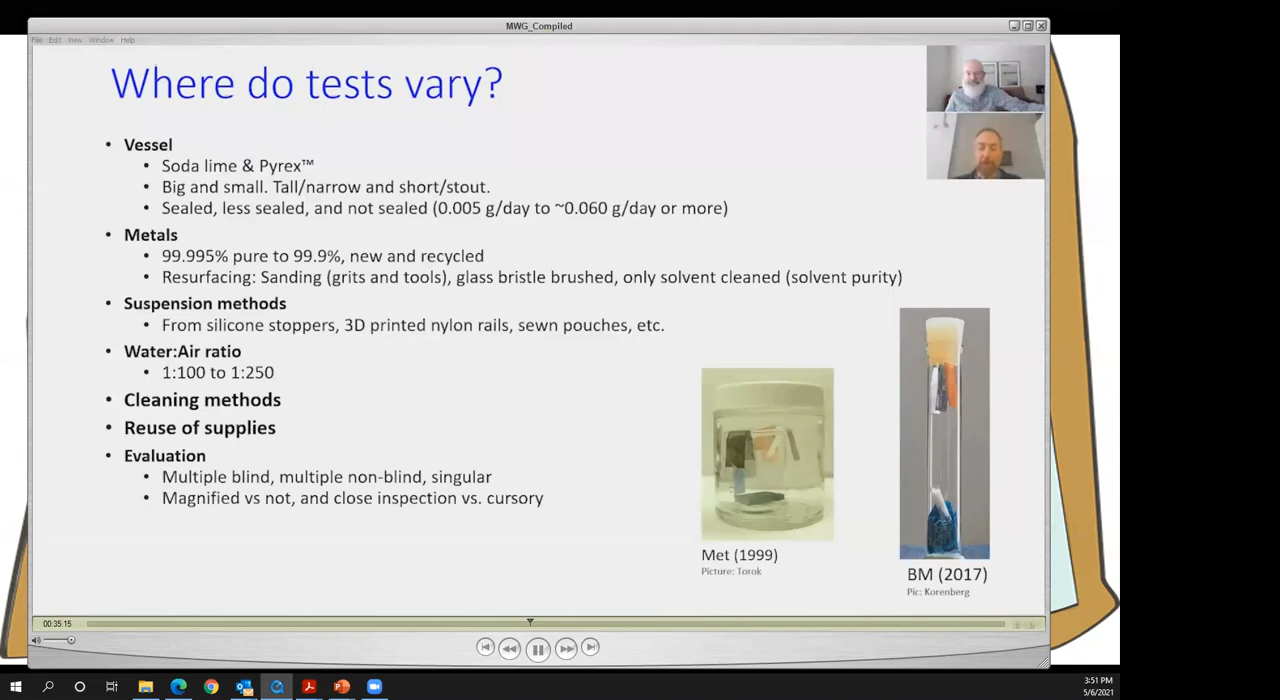 MWG_Compiled
File Edit View Window Help
Where do tests vary?
• Vessel
• Soda lime & Pyrex™
• Big and small. Tall/narrow and short/stout.
• Sealed, less sealed, and not sealed (0.005 g/day to ~0.060 g/day or more)
• Metals
• 99.995% pure to 99.9%, new and recycled
• Resurfacing: Sanding (grits and tools), glass bristle brushed, only solvent cleaned (solvent purity)
• Suspension methods
• From silicone stoppers, 3D printed nylon rails, sewn pouches, etc.
• Water:Air ratio
• 1:100 to 1:250
• Cleaning methods
• Reuse of supplies
• Evaluation
• Multiple blind, multiple non-blind, singular
• Magnified vs not, and close inspection vs. cursory
Met (1999)
Picture: Torok
BM (2017)
Pic: Korenberg
00:35:15
3:51 PM
5/6/2021